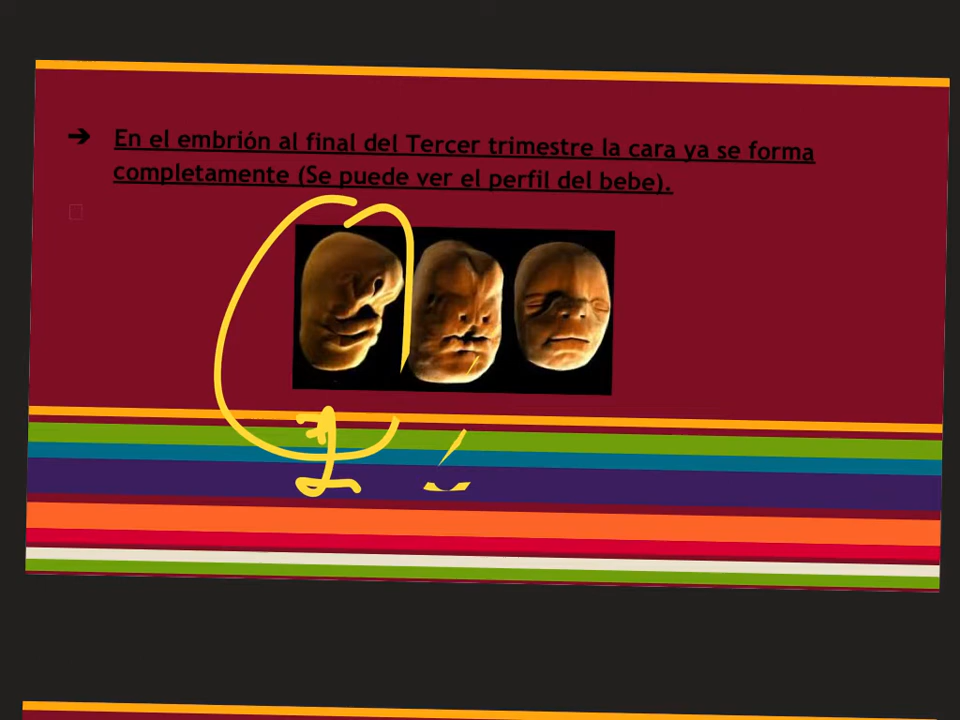 ➔ En el embrión al final del Tercer trimestre la cara ya se forma
completamente (Se puede ver el perfil del bebe).